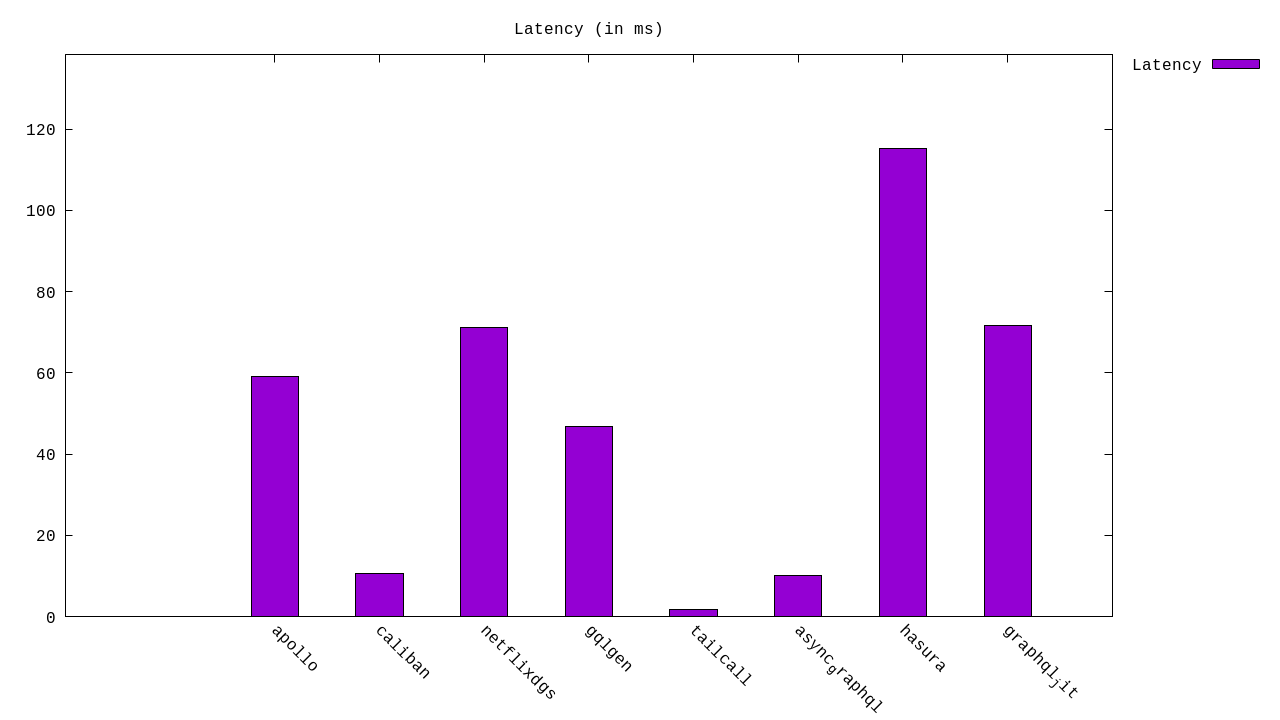 Latency (in ms)
Latency
120
100
80
60
40
20
0
apollo
caliban
netflixdgs
gqlgen
tailcall
async_graphql
hasura
graphql_jit